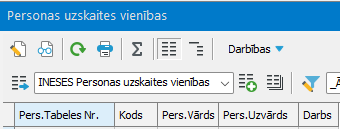 Personas uzskaites vienības
Darbības
INESES Personas uzskaites vienības
Pers.Tabeles Nr. Kods Pers.Vārds Pers.Uzvārds Darbs